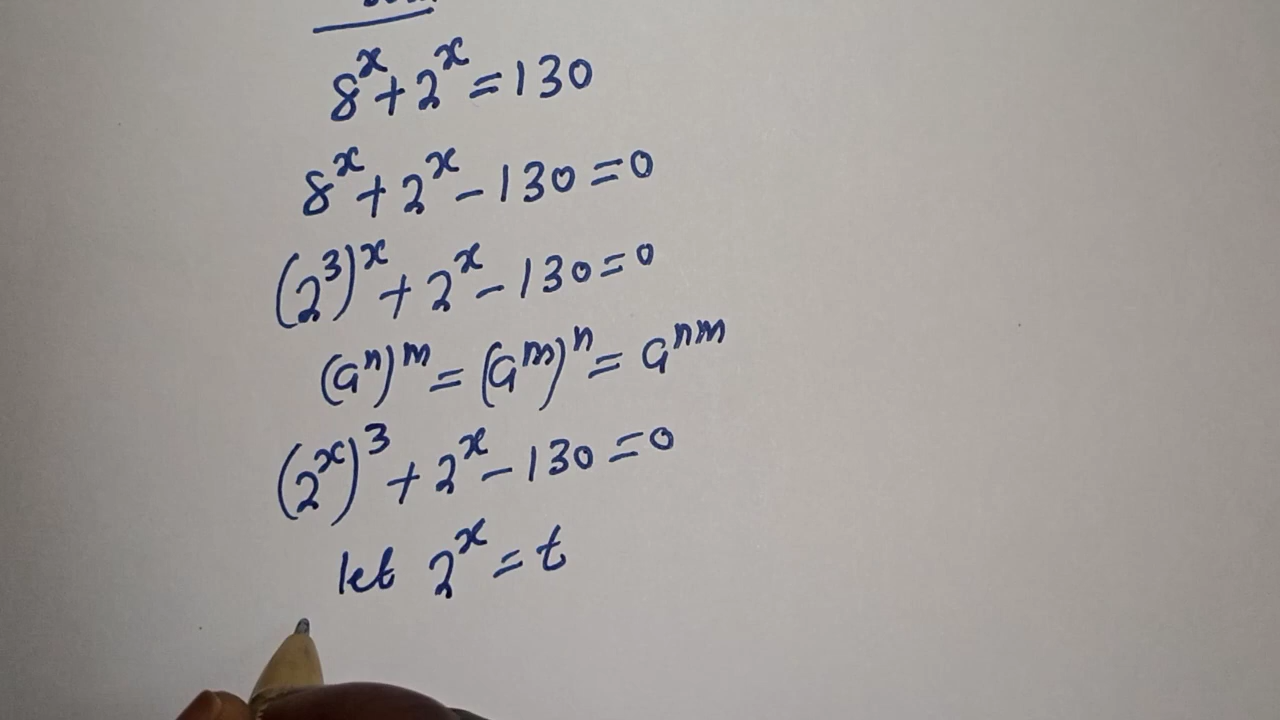 8^x + 2^x = 130
8^x + 2^x - 130 = 0
(2^3)^x + 2^x - 130 = 0
(a^n)^m = (a^m)^n = a^nm
(2^x)^3 + 2^x - 130 = 0
let 2^x = t